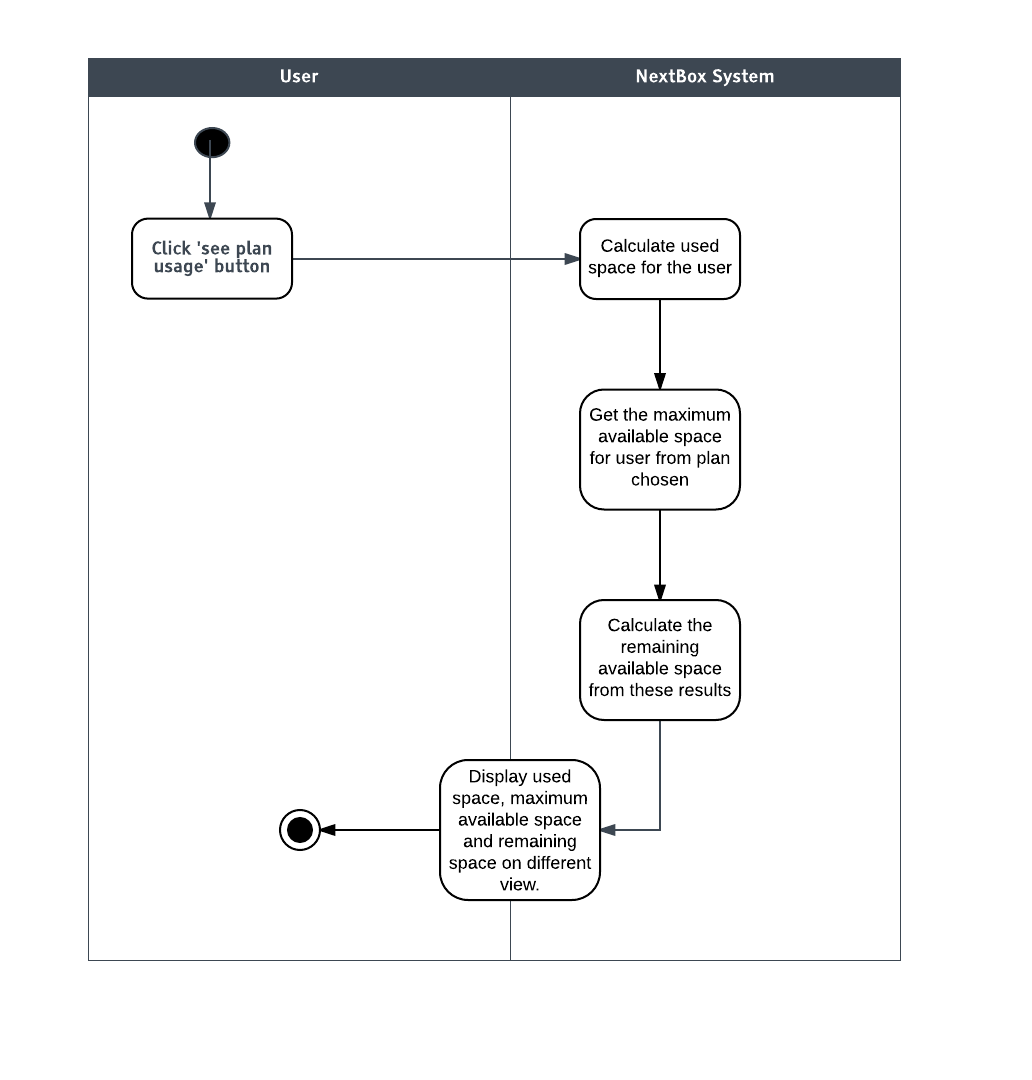 User
NextBox System
Click 'see plan
usage' button
Calculate used
space for the user
Get the maximum
available space
for user from plan
chosen
Calculate the
remaining
available space
from these results
Display used
space, maximum
available space
and remaining
space on different
view.